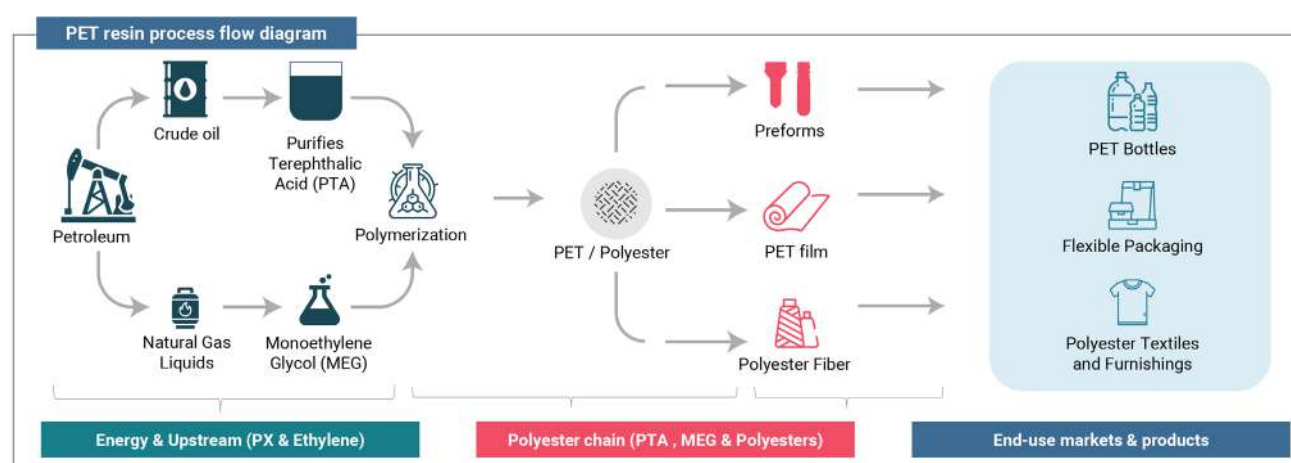 PET resin process flow diagram
Crude oil
Purifies
Terephthalic
Acid (PTA)
Petroleum
Polymerization
Natural Gas
Liquids
Monoethylene
Glycol (MEG)
PET / Polyester
Preforms
PET film
Polyester Fiber
PET Bottles
Flexible Packaging
Polyester Textiles
and Furnishings
Energy & Upstream (PX & Ethylene)
Polyester chain (PTA , MEG & Polyesters)
End-use markets & products